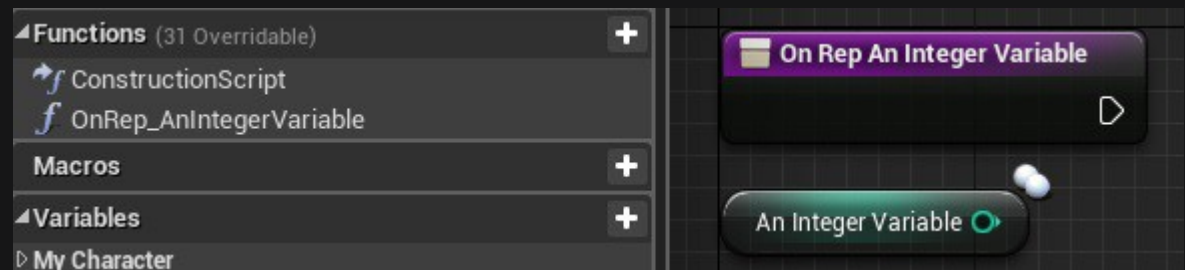 Functions (31 Overridable)
ConstructionScript
OnRep_AnIntegerVariable
Macros
Variables
My Character
On Rep An Integer Variable
An Integer Variable